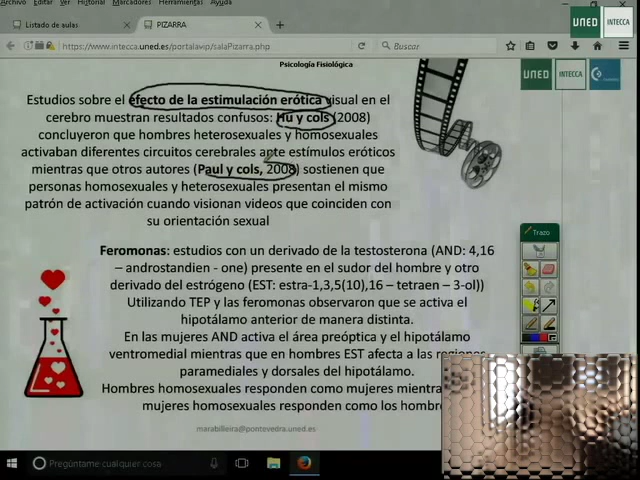 Archivo Editar Ver Historial Marcadores Herramientas Ayuda
Listado de aulas
PIZARRA
https://www.intecca.uned.es/portalavip/salaPizarra.php
Buscar
UNED INTECCA
Psicología Fisiológica
UNED INTECCA
Estudios sobre el efecto de la estimulación erótica visual en el
cerebro muestran resultados confusos: Hu y cols (2008)
concluyeron que hombres heterosexuales y homosexuales
activaban diferentes circuitos cerebrales ante estímulos eróticos
mientras que otros autores (Paul y cols, 2008) sostienen que
personas homosexuales y heterosexuales presentan el mismo
patrón de activación cuando visionan videos que coinciden con
su orientación sexual
Feromonas: estudios con un derivado de la testosterona (AND: 4,16
– androstandien - one) presente en el sudor del hombre y otro
derivado del estrógeno (EST: estra-1,3,5(10),16 – tetraen – 3-ol))
Utilizando TEP y las feromonas observaron que se activa el
hipotálamo anterior de manera distinta.
En las mujeres AND activa el área preóptica y el hipotálamo
ventromedial mientras que en hombres EST afecta a las regiones
paramediales y dorsales del hipotálamo.
Hombres homosexuales responden como mujeres
mujeres homosexuales responden como los
marabilleira@pontevedra.uned.es
Trazo
Pregúntame cualquier cosa